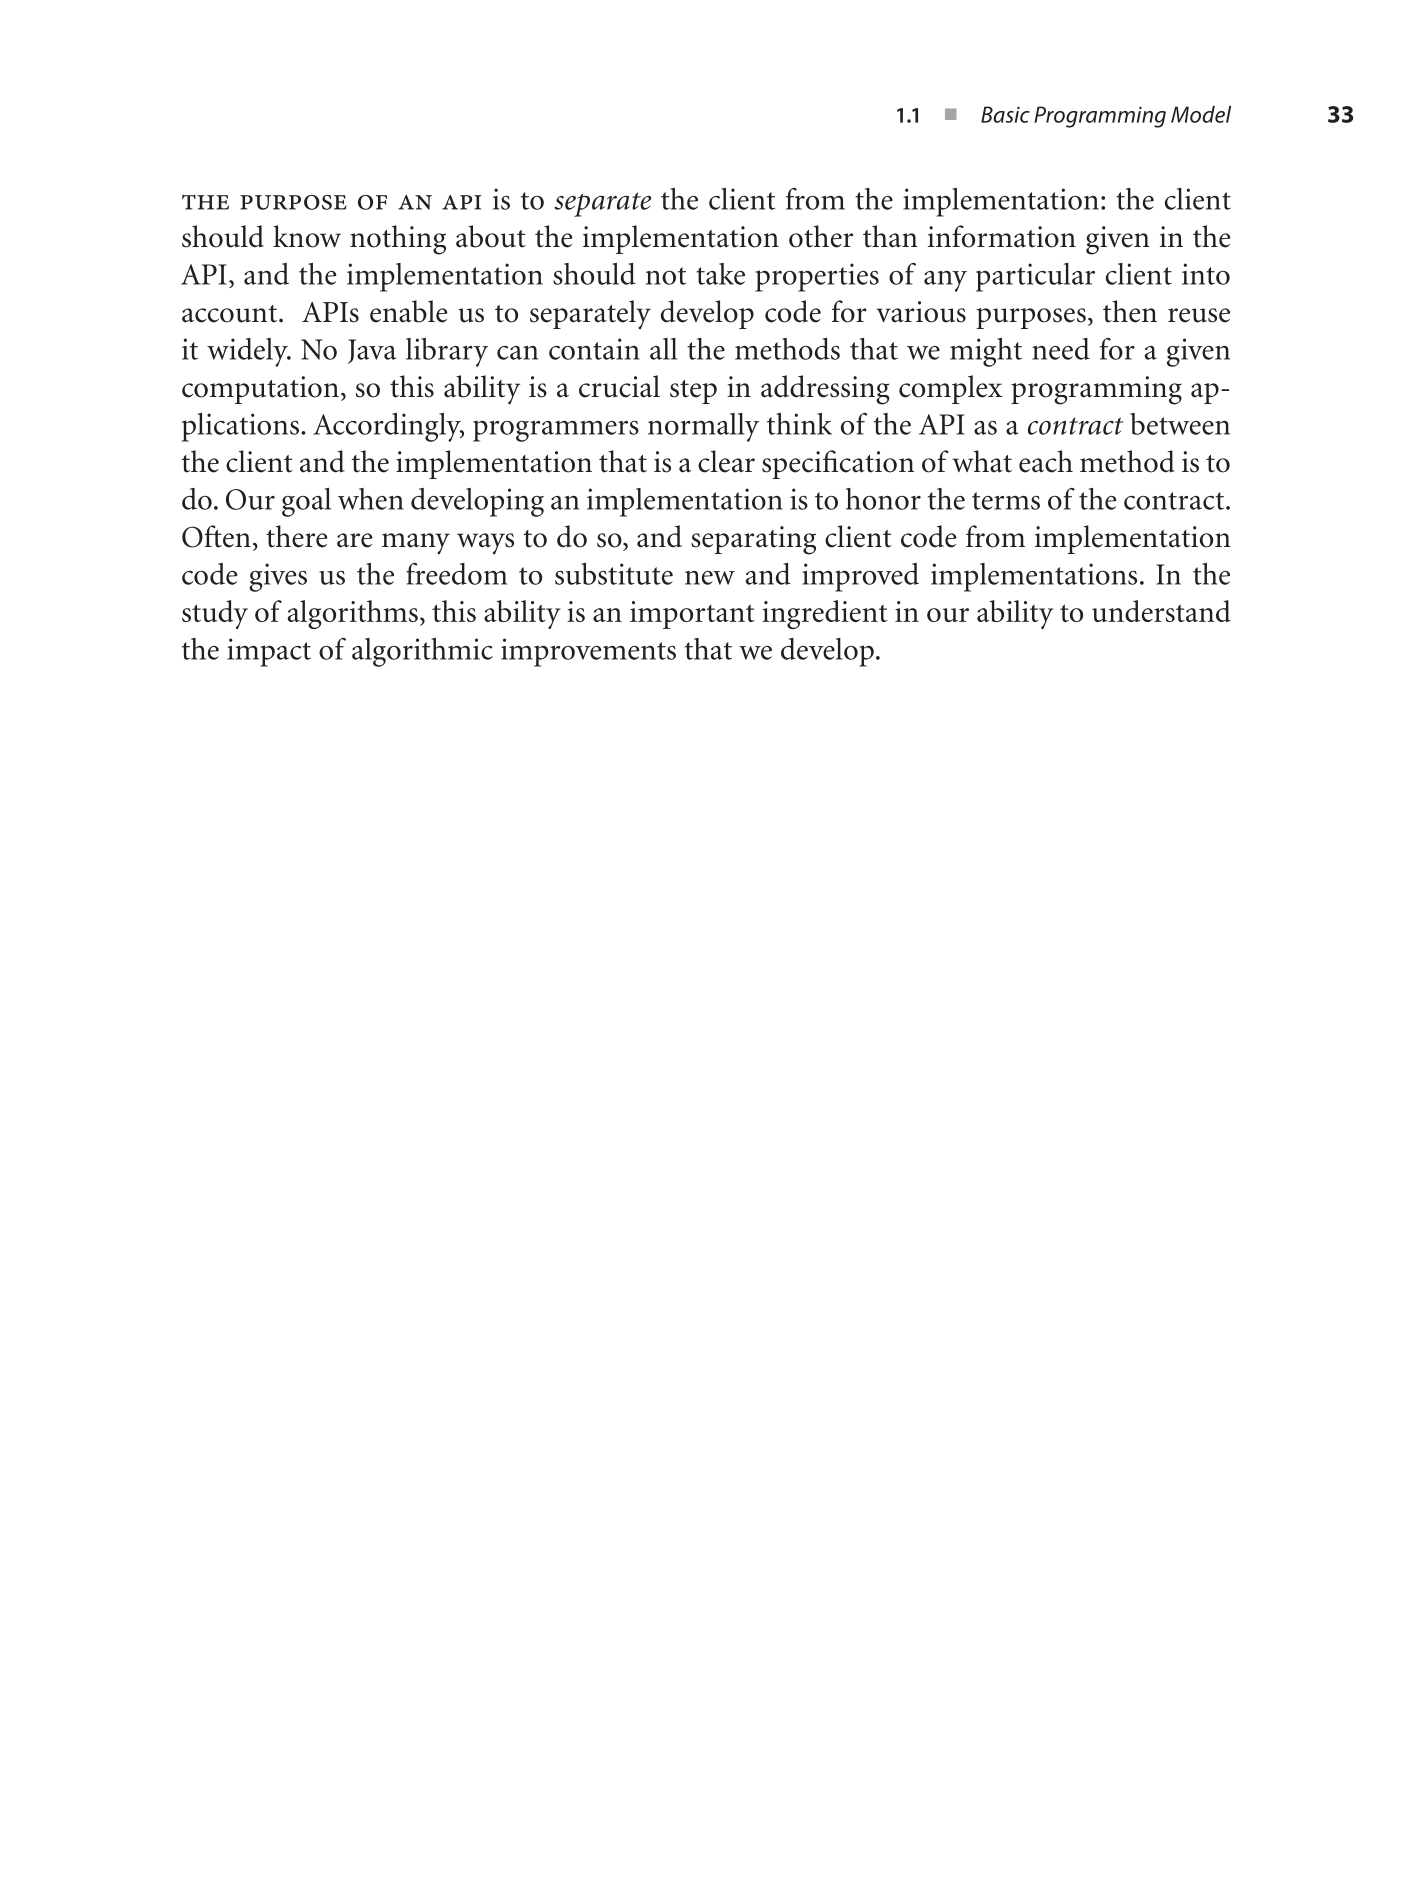 1.1 ■ Basic Programming Model 33
THE PURPOSE OF AN API is to separate the client from the implementation: the client
should know nothing about the implementation other than information given in the
API, and the implementation should not take properties of any particular client into
account.  APIs enable us to separately develop code for various purposes, then reuse
it widely. No Java library can contain all the methods that we might need for a given
computation, so this ability is a crucial step in addressing complex programming ap-
plications. Accordingly, programmers normally think of the API as a contract between
the client and the implementation that is a clear specification of what each method is to
do. Our goal when developing an implementation is to honor the terms of the contract.
Often, there are many ways to do so, and separating client code from implementation
code gives us the freedom to substitute new and improved implementations. In the
study of algorithms, this ability is an important ingredient in our ability to understand
the impact of algorithmic improvements that we develop.